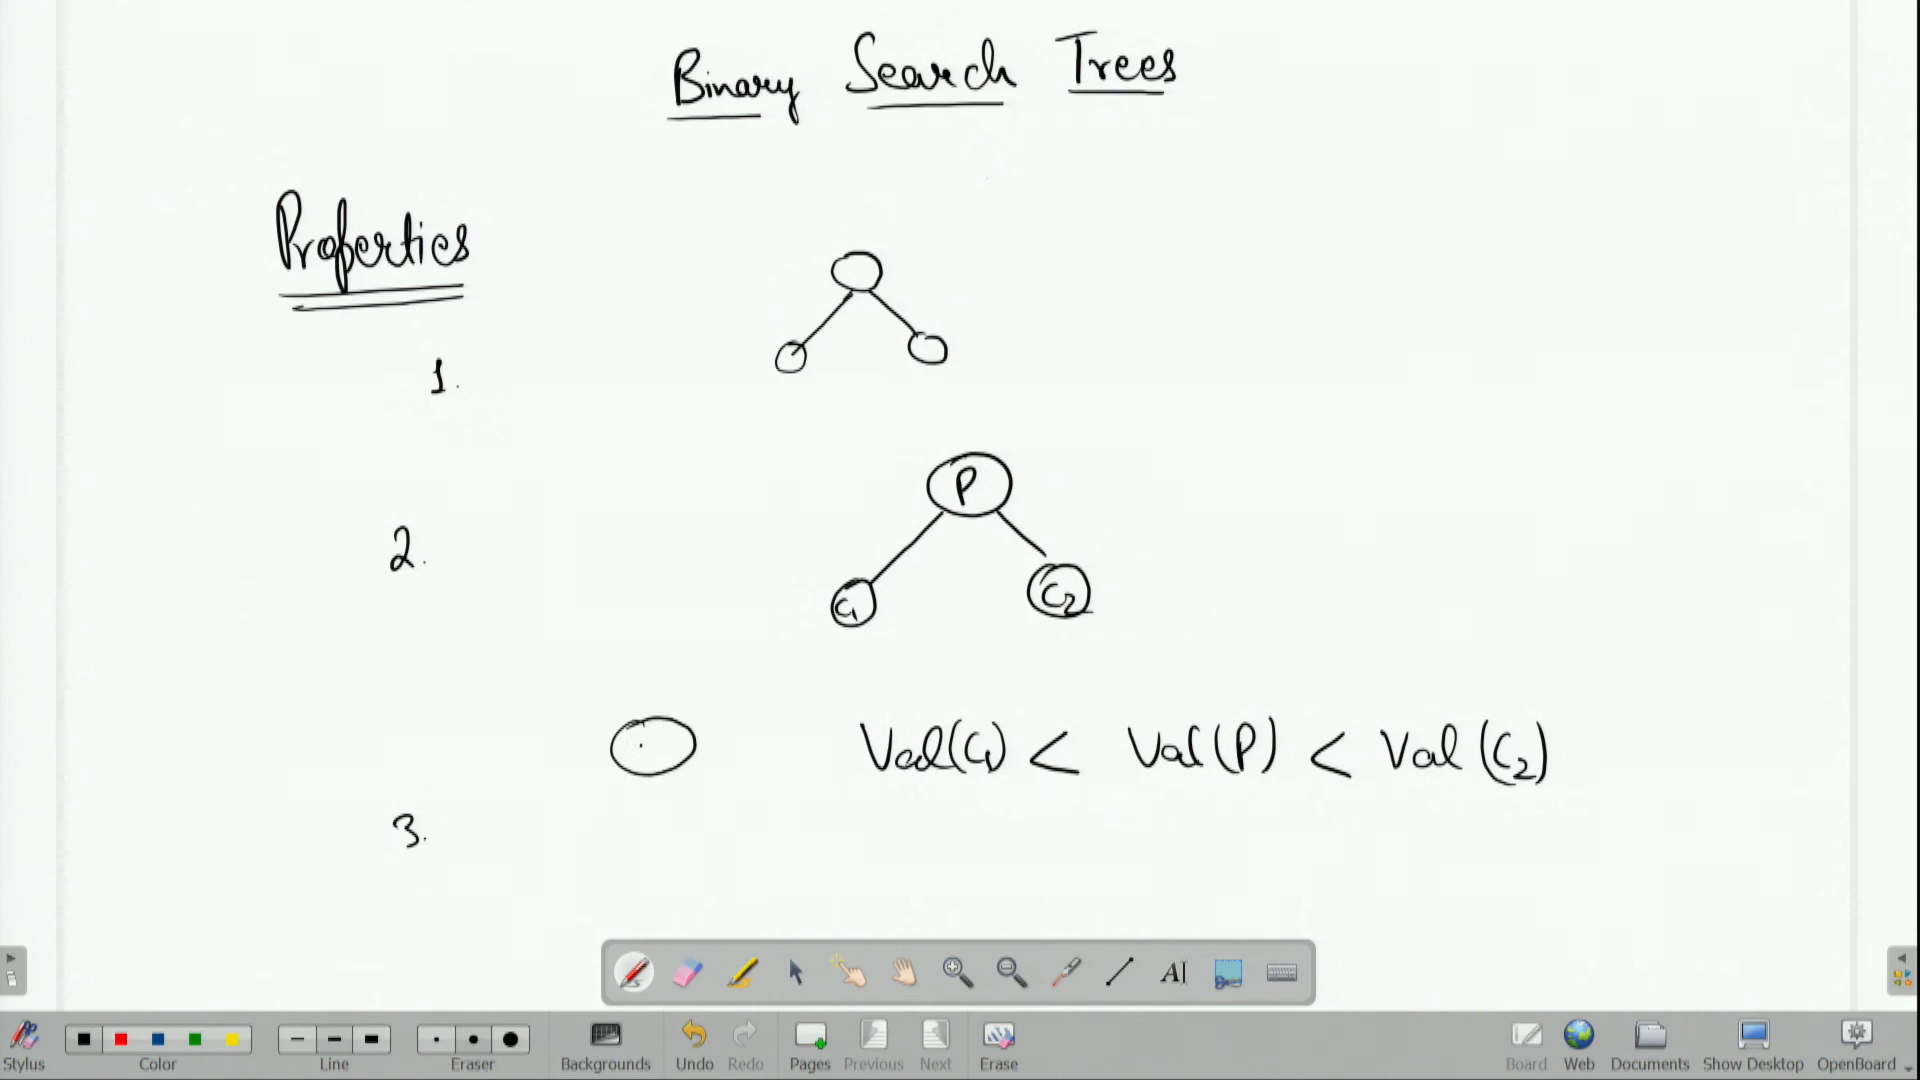 Binary Search Trees
Properties
1.
P
2.
C1 C2
Val(C1) < Val(P) < Val(C2)
3.
Stylus Color Line Eraser Backgrounds Undo Redo Pages Previous Next Erase Board Web Documents Show Desktop OpenBoard